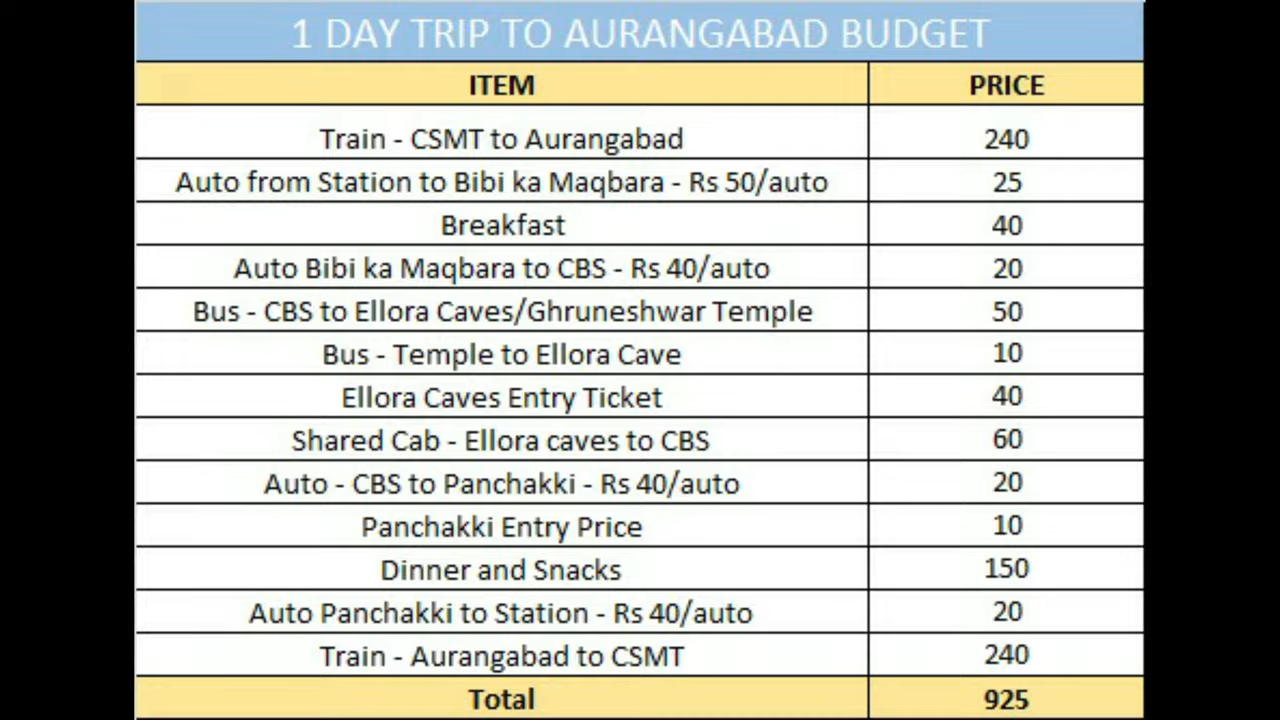 1 DAY TRIP TO AURANGABAD BUDGET
ITEM PRICE
Train - CSMT to Aurangabad 240
Auto from Station to Bibi ka Maqbara - Rs 50/auto 25
Breakfast 40
Auto Bibi ka Maqbara to CBS - Rs 40/auto 20
Bus - CBS to Ellora Caves/Ghruneshwar Temple 50
Bus - Temple to Ellora Cave 10
Ellora Caves Entry Ticket 40
Shared Cab - Ellora caves to CBS 60
Auto - CBS to Panchakki - Rs 40/auto 20
Panchakki Entry Price 10
Dinner and Snacks 150
Auto Panchakki to Station - Rs 40/auto 20
Train - Aurangabad to CSMT 240
Total 925